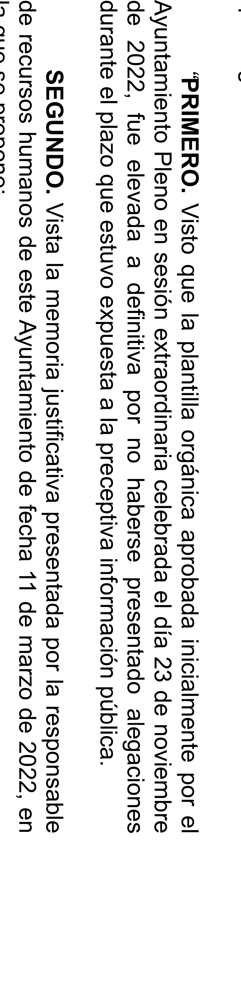 “PRIMERO. Visto que la plantilla orgánica aprobada inicialmente por el
Ayuntamiento Pleno en sesión extraordinaria celebrada el día 23 de noviembre
de 2022, fue elevada a definitiva por no haberse presentado alegaciones
durante el plazo que estuvo expuesta a la preceptiva información pública.
SEGUNDO. Vista la memoria justificativa presentada por la responsable
de recursos humanos de este Ayuntamiento de fecha 11 de marzo de 2022, en
la que se propone: